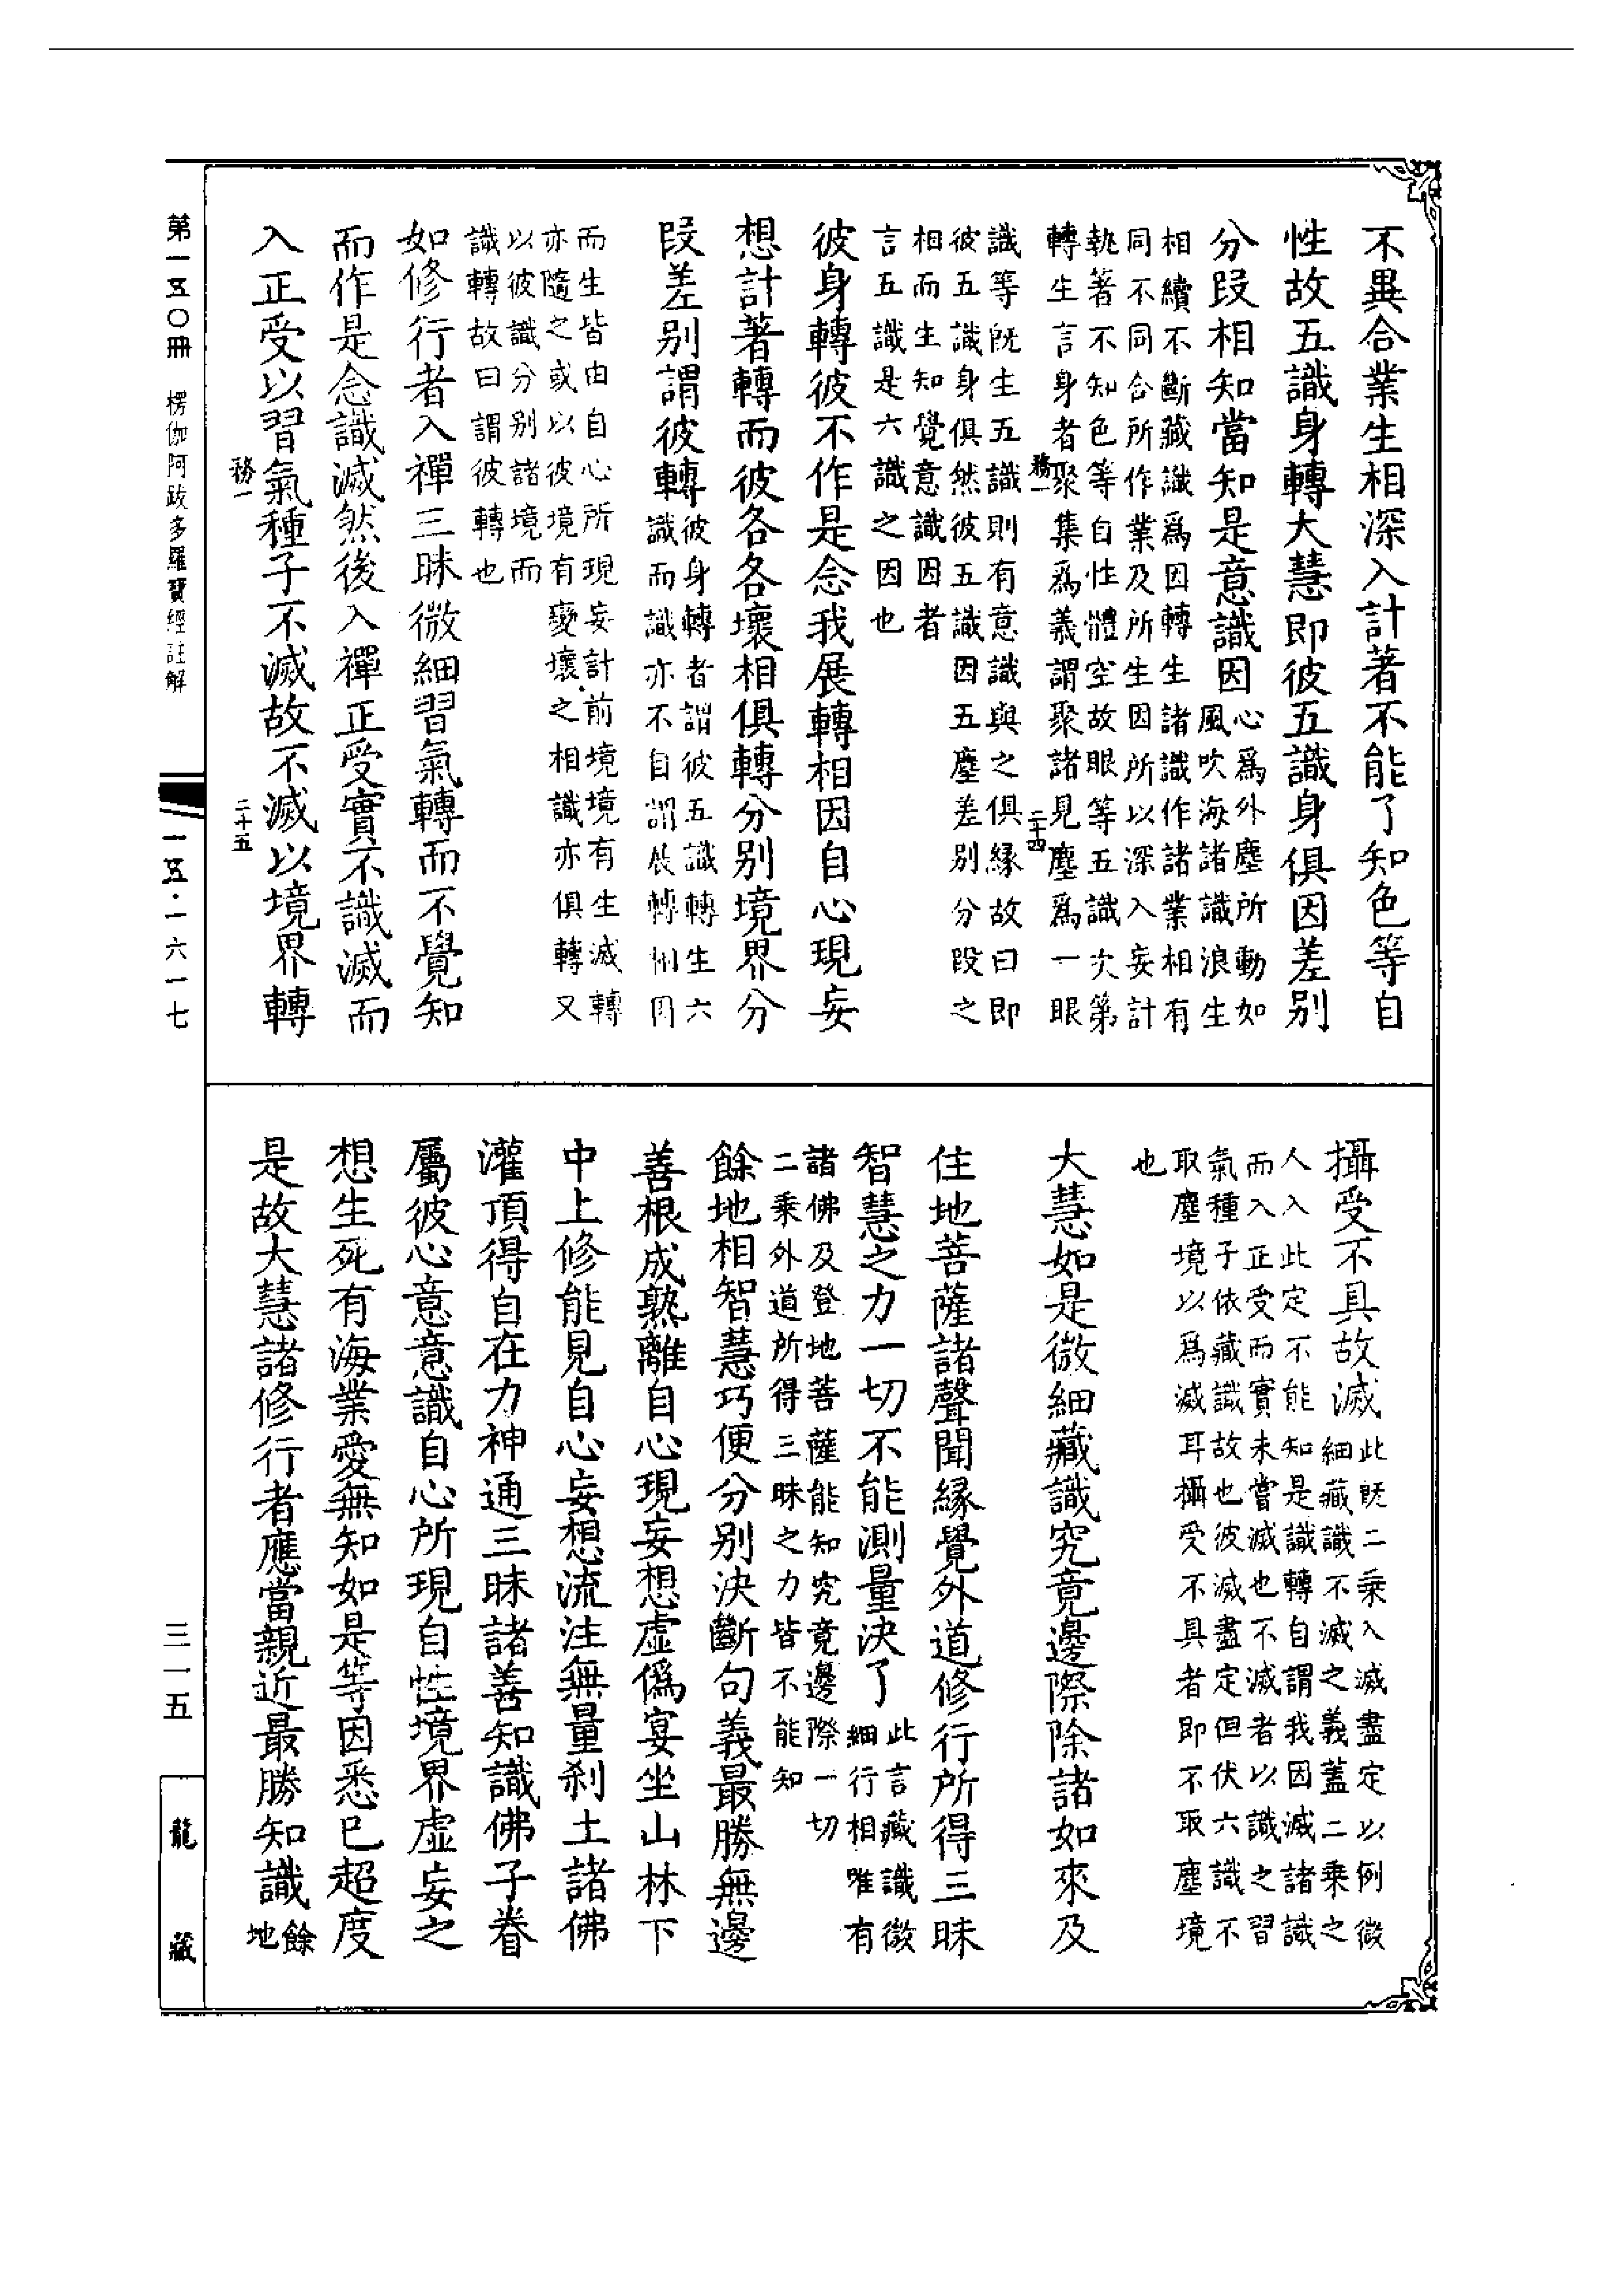 不異合業生相深入計著不能了知色等自
性故五識身轉大慧即彼五識身俱因差別
分段相知當知是意識因
心爲外塵所動如
風吹海諸識浪生
相續不斷藏識爲因轉生諸識作諸業相有
同不同合所作業及所生因所以深入妄計
執著不知色等自性體空故眼等五識次第
轉生言身者聚集爲義謂聚諸見塵爲一眼
務一
二十四
識等旣生五識則有意識與之俱緣故曰即
彼五識身俱然彼五識因五塵差別分段之
相而生知覺意識因者
言五識是六識之因也
彼身轉彼不作是念我展轉相因自心現妄
想計著轉而彼各各壞相俱轉分別境界分
段差別謂彼轉
彼身轉者謂彼五識轉生六
識而識亦不自謂展轉相因
而生皆由自心所現妄計前境境有生滅轉
亦隨之或以彼境有變壞之相識亦俱轉又
以彼識分別諸境而
識轉故曰謂彼轉也
如修行者入禪三昧微細習氣轉而不覺知
而作是念識滅然後入禪正受實不識滅而
入正受以習氣種子不滅故不滅以境界轉
務一
二十五
攝受不具故滅
此旣二乘入滅盡定以例微
細藏識不滅之義蓋二乘之
人入此定不能知是識轉自謂我因滅諸識
而入正受而實未嘗滅也不滅者以識之習
氣種子依藏識故也彼滅盡定但伏六識不
取塵境以爲滅耳攝受不具者即不取塵境
也
大慧如是微細藏識究竟邊際除諸如來及
住地菩薩諸聲聞緣覺外道修行所得三昧
智慧之力一切不能測量決了
此言藏識微
細行相唯有
諸佛及登地菩薩能知究竟邊際一切
二乘外道所得三昧之力皆不能知
餘地相智慧巧便分別決斷句義最勝無邊
善根成熟離自心現妄想虛僞宴坐山林下
中上修能見自心妄想流注無量剎土諸佛
灌頂得自在力神通三昧諸善知識佛子眷
屬彼心意意識自心所現自性境界虛妄之
想生死有海業愛無知如是等因悉已超度
是故大慧諸修行者應當親近最勝知識
餘
地
第一五〇冊
楞伽阿跋多羅寶經註解
一五·一六一七
三一五
龍藏